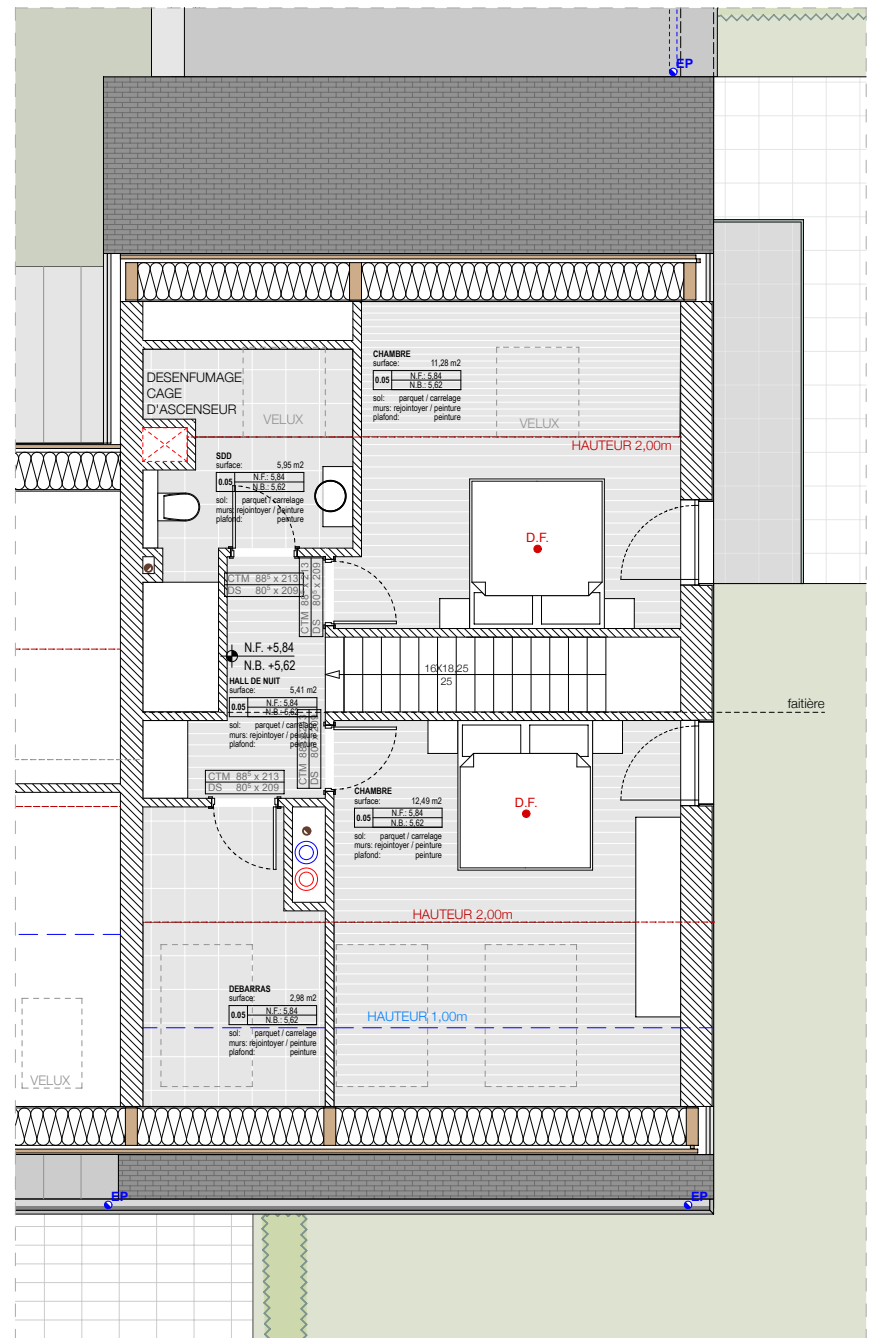 EP
CHAMBRE
surface: 11,28 m2
0.05 N.F.: 5,84
N.B.: 5,62
sol: parquet / carrelage
murs: rejointoyer / peinture
plafond: peinture
DESENFUMAGE
CAGE
D'ASCENSEUR
VELUX
VELUX
HAUTEUR 2,00m
SDD
surface: 5,95 m2
0.05 N.F.: 5,84
N.B.: 5,62
sol: parquet / carrelage
murs: rejointoyer / peinture
plafond: peinture
D.F.
CTM 88⁵ x 213
DS 80⁵ x 209
CTM 88⁵ x 213
DS 80⁵ x 209
N.F. +5,84
N.B. +5,62
HALL DE NUIT
surface: 5,41 m2
0.05 N.F.: 5,84
N.B.: 5,62
sol: parquet / carrelage
murs: rejointoyer / peinture
plafond: peinture
16X18,25
25
faitière
CTM 88⁵ x 213
DS 80⁵ x 209
CTM 88⁵ x 213
DS 80⁵ x 209
CHAMBRE
surface: 12,49 m2
0.05 N.F.: 5,84
N.B.: 5,62
sol: parquet / carrelage
murs: rejointoyer / peinture
plafond: peinture
D.F.
HAUTEUR 2,00m
DEBARRAS
surface: 2,98 m2
0.05 N.F.: 5,84
N.B.: 5,62
sol: parquet / carrelage
murs: rejointoyer / peinture
plafond: peinture
HAUTEUR 1,00m
VELUX
EP
EP